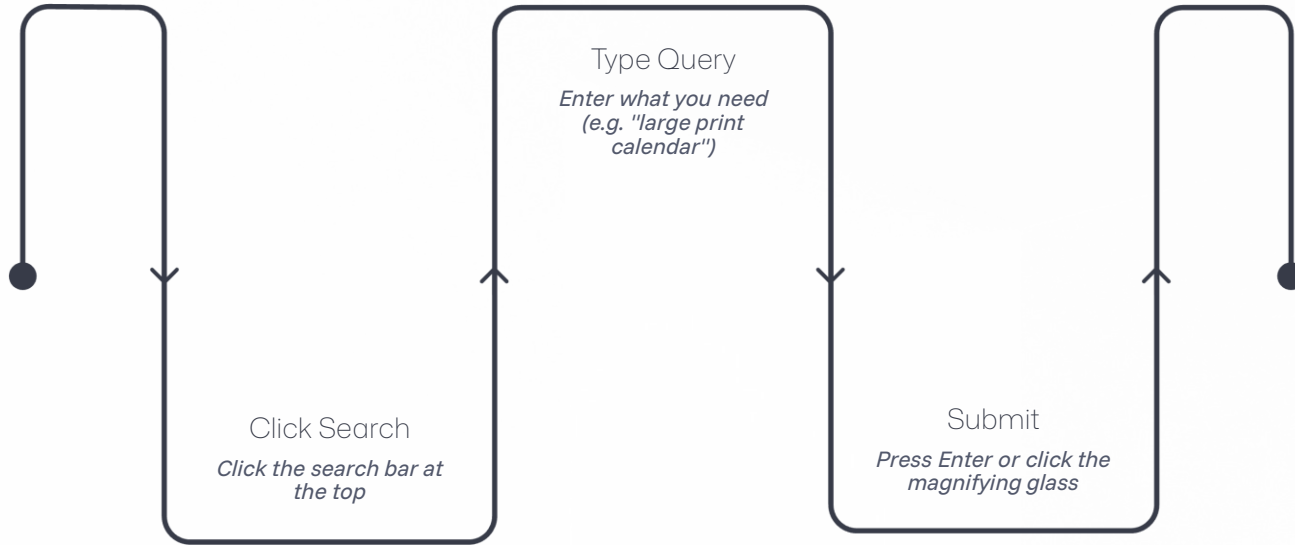 Click Search
Click the search bar at
the top
Type Query
Enter what you need
(e.g. "large print
calendar")
Submit
Press Enter or click the
magnifying glass